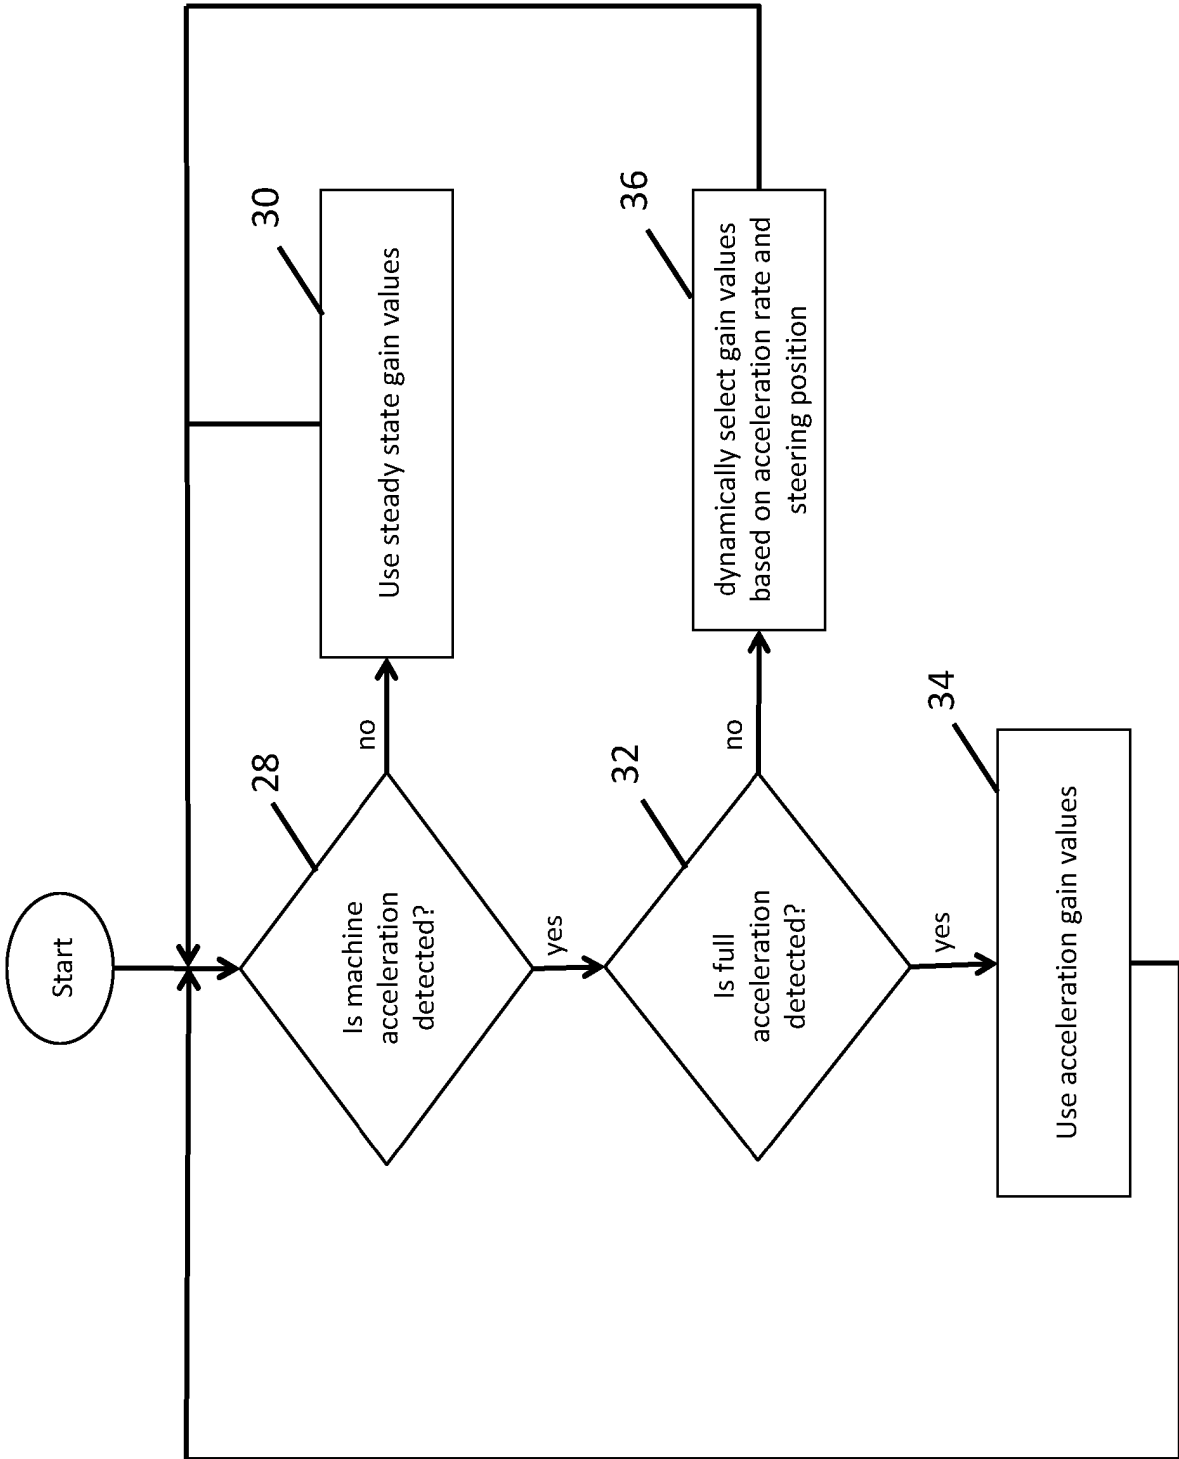 Start
28
Is machine
acceleration
detected?
no
30
Use steady state gain values
yes
32
Is full
acceleration
detected?
no
36
dynamically select gain values
based on acceleration rate and
steering position
yes
34
Use acceleration gain values